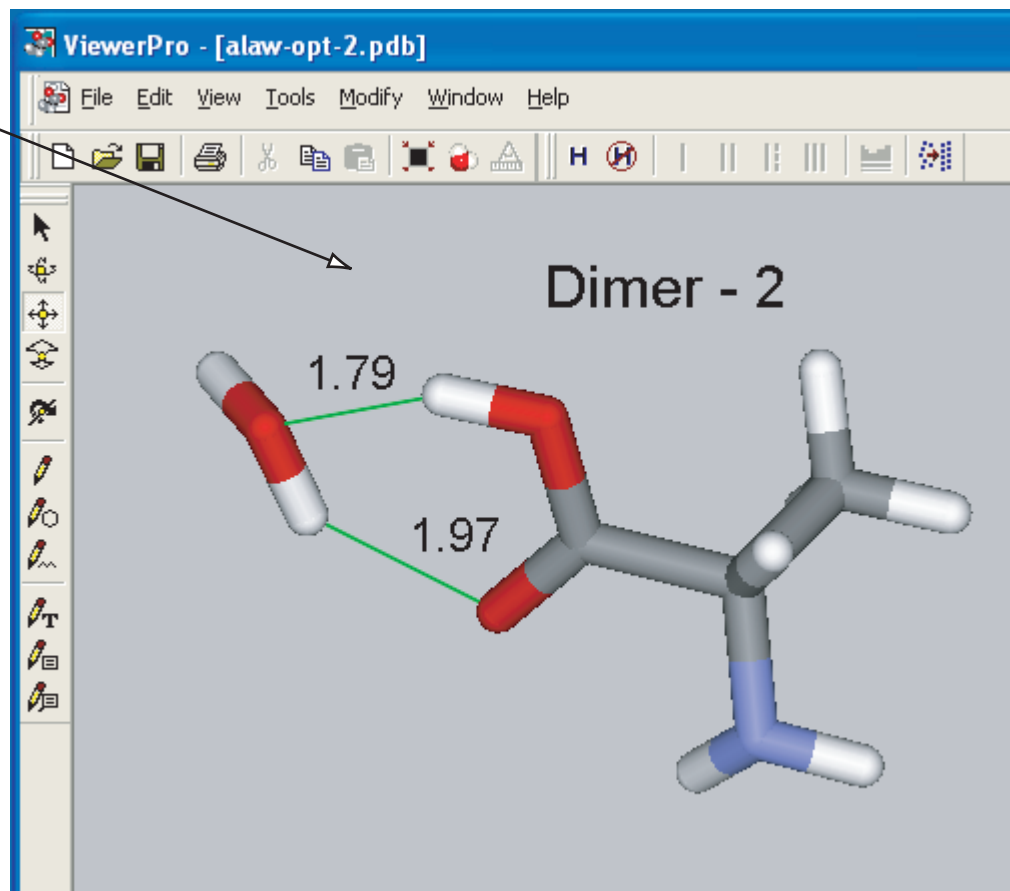 ViewerPro - [alaw-opt-2.pdb]
File Edit View Tools Modify Window Help
H H
Dimer - 2
1.79
1.97
T